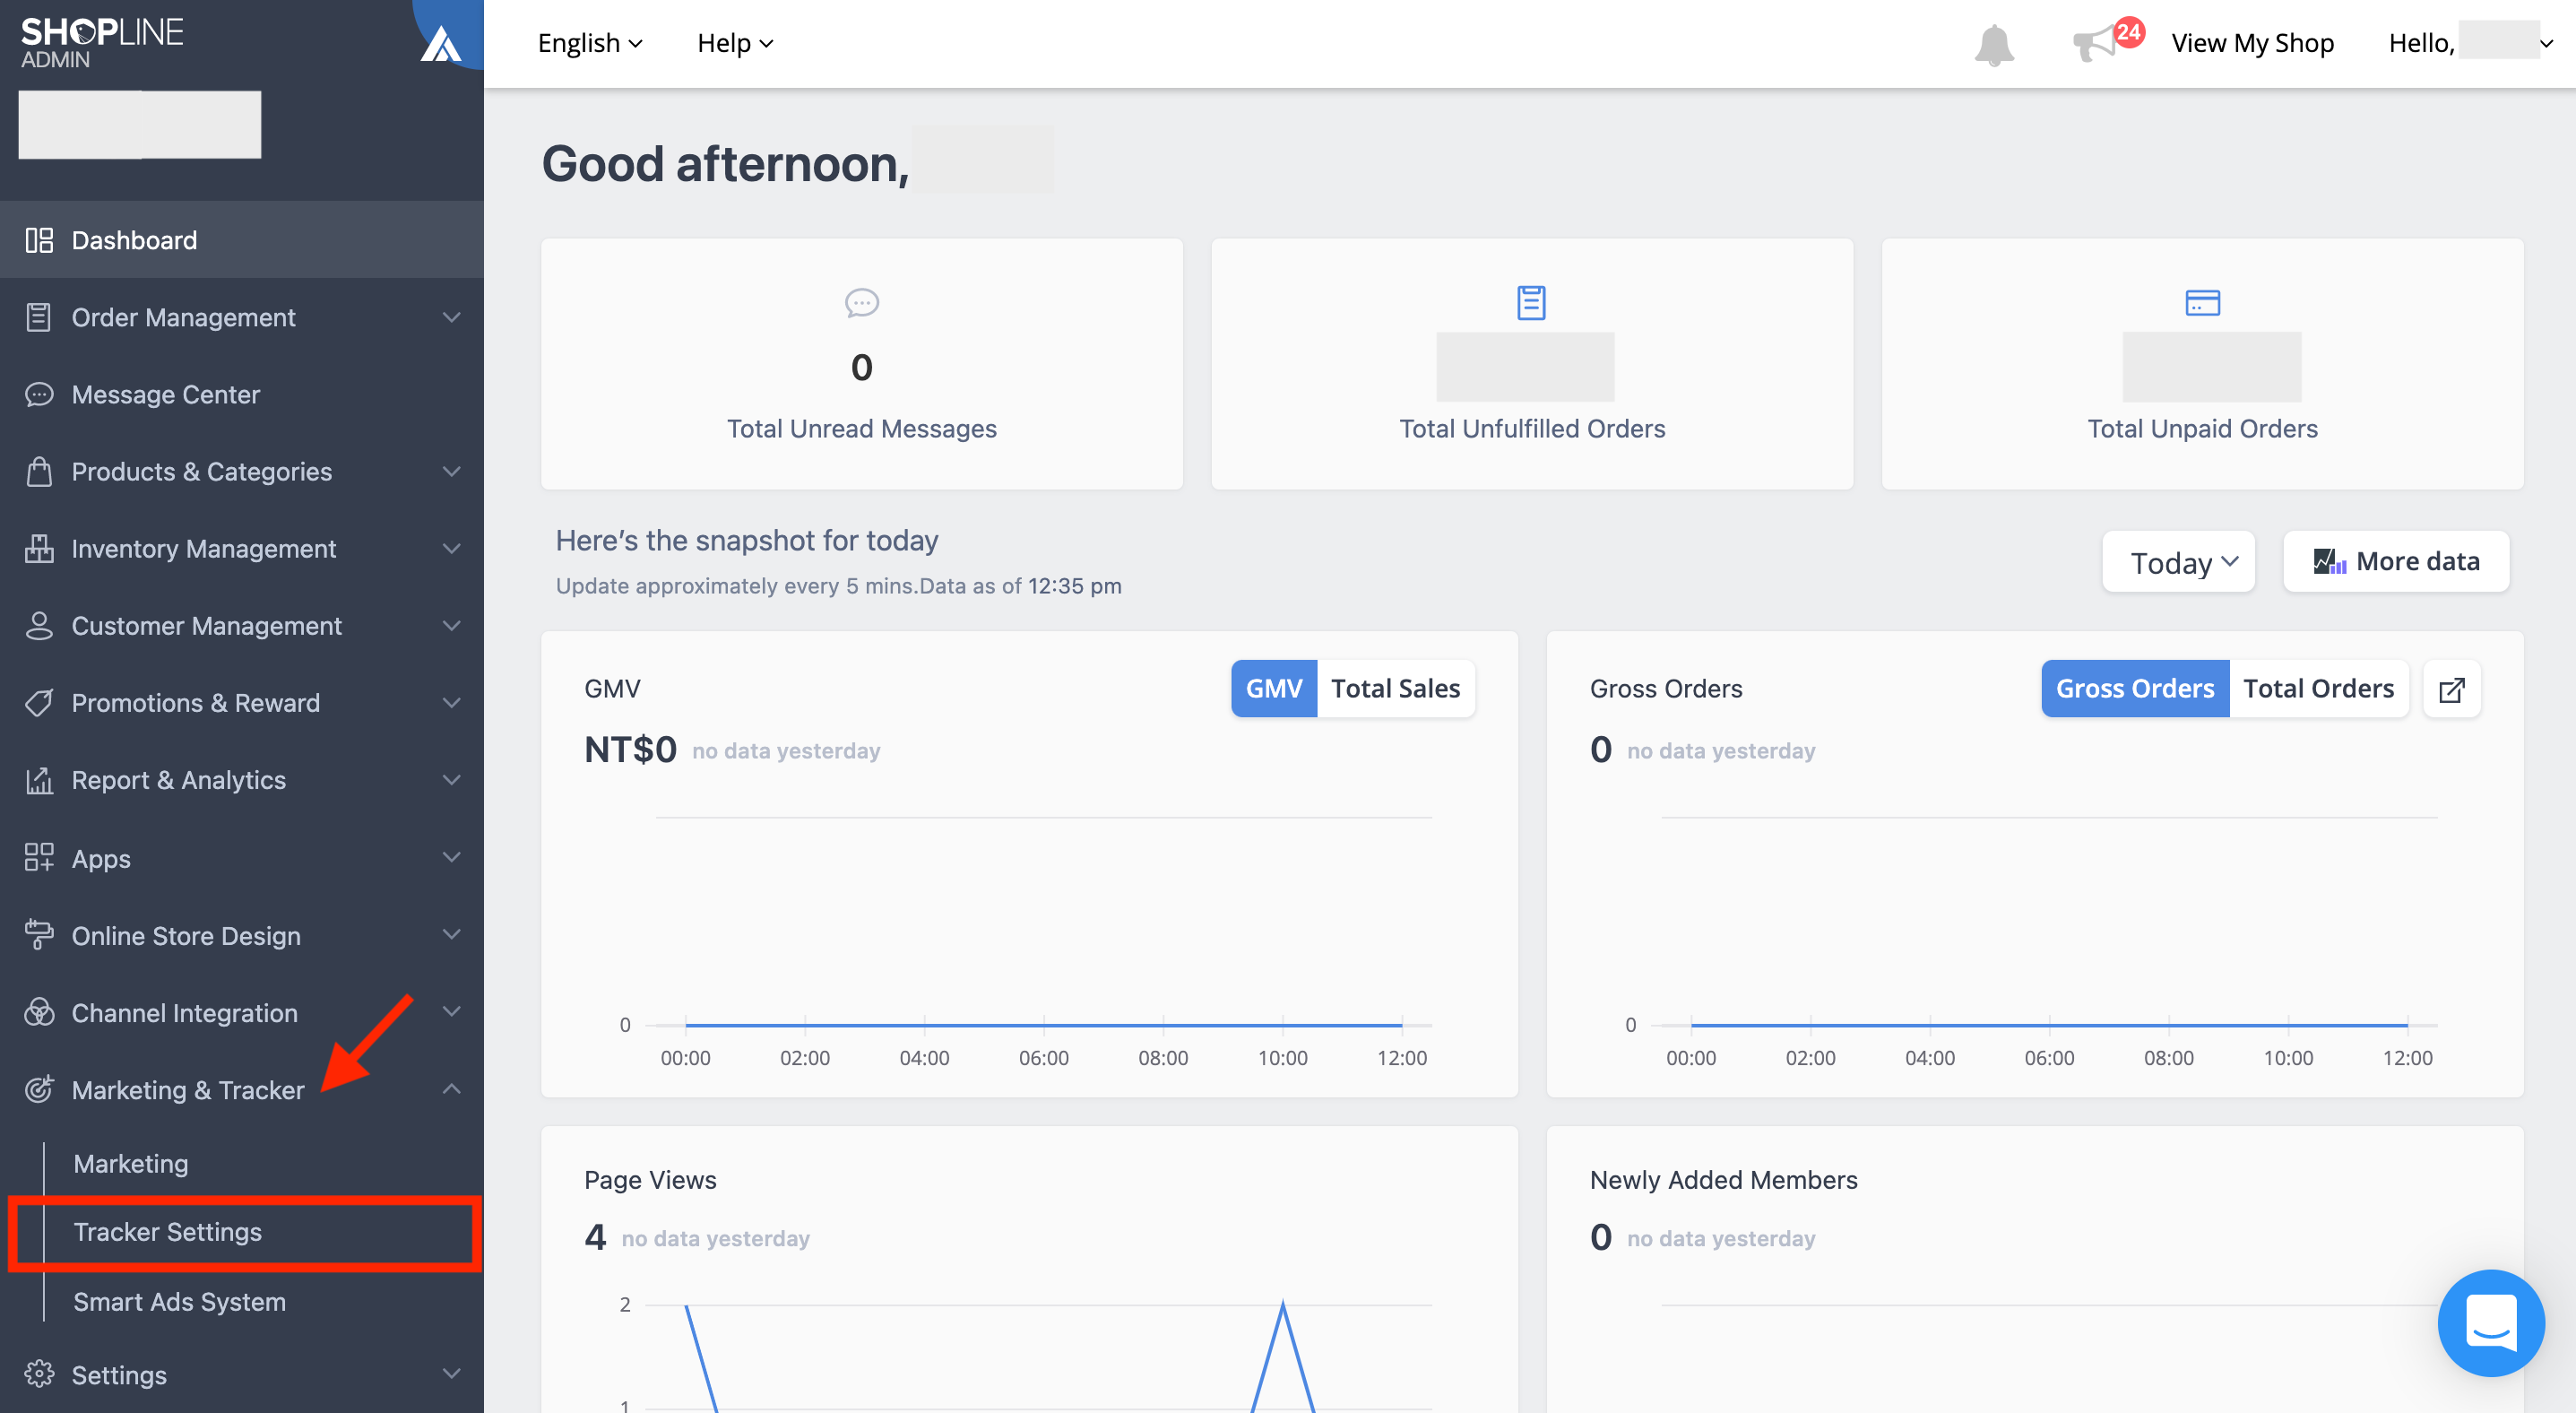 SHOPLINE
ADMIN
English
Help
24
View My Shop
Hello,
Dashboard
Order Management
Message Center
Products & Categories
Inventory Management
Customer Management
Promotions & Reward
Report & Analytics
Apps
Online Store Design
Channel Integration
Marketing & Tracker
Marketing
Tracker Settings
Smart Ads System
Settings
Good afternoon,
0
Total Unread Messages
Total Unfulfilled Orders
Total Unpaid Orders
Here's the snapshot for today
Update approximately every 5 mins.Data as of 12:35 pm
Today
More data
GMV
GMV Total Sales
NT$0 no data yesterday
0
00:00 02:00 04:00 06:00 08:00 10:00 12:00
Gross Orders
Gross Orders Total Orders
0 no data yesterday
0
00:00 02:00 04:00 06:00 08:00 10:00 12:00
Page Views
4 no data yesterday
2
1
Newly Added Members
0 no data yesterday